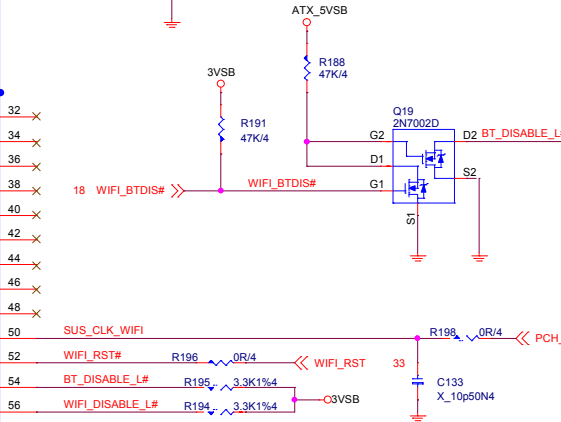 ATX_5VSB
R188
47K/4
3VSB
R191
47K/4
Q19
2N7002D
G2
D2
BT_DISABLE_L
D1
S2
18
WIFI_BTDIS#
WIFI_BTDIS#
G1
S1
32
34
36
38
40
42
44
46
48
50
SUS_CLK_WIFI
R198
0R/4
PCH_
52
WIFI_RST#
R196
0R/4
WIFI_RST
33
54
BT_DISABLE_L#
R195
3.3K1%4
3VSB
56
WIFI_DISABLE_L#
R194
3.3K1%4
C133
X_10p50N4